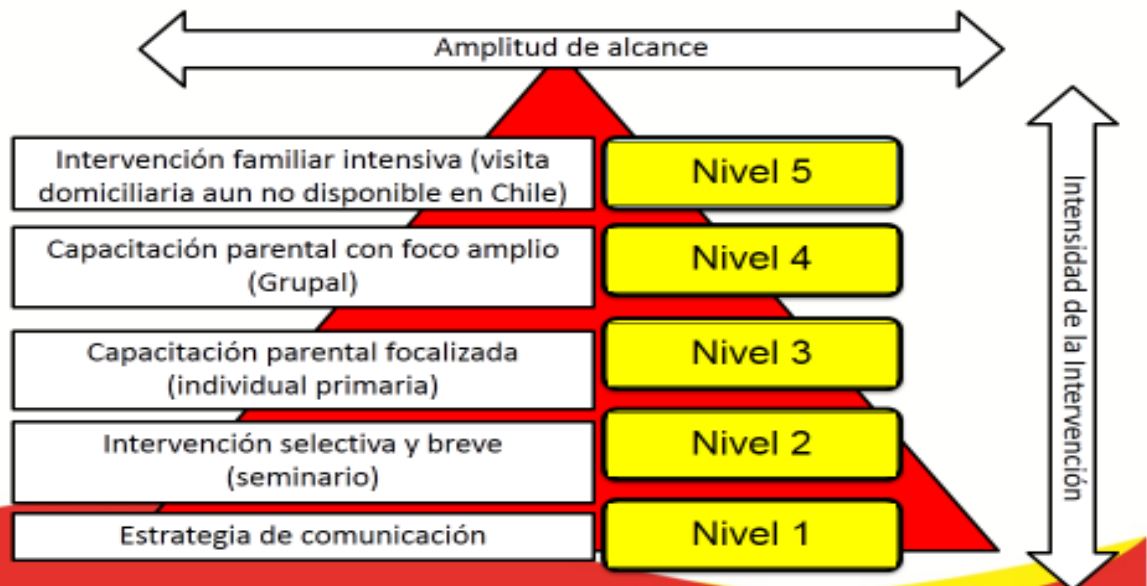 Amplitud de alcance
Intervención familiar intensiva (visita
domiciliaria aun no disponible en Chile)
Nivel 5
Capacitación parental con foco amplio
(Grupal)
Nivel 4
Capacitación parental focalizada
(individual primaria)
Nivel 3
Intervención selectiva y breve
(seminario)
Nivel 2
Estrategia de comunicación
Nivel 1
Intensidad de la Intervención